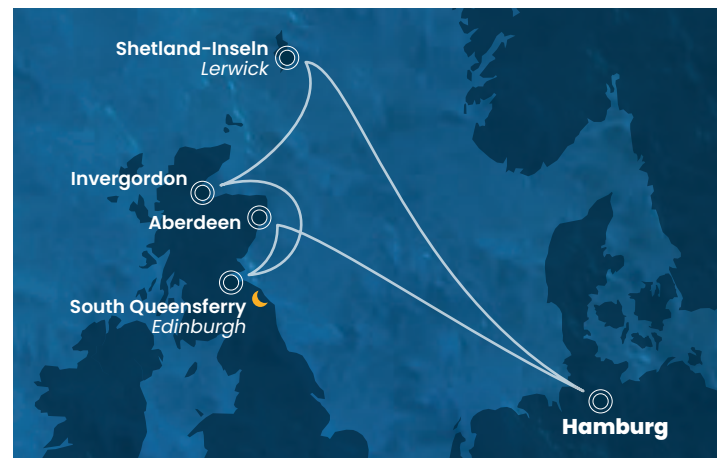 Shetland-Inseln
Lerwick
Invergordon
Aberdeen
South Queensferry
Edinburgh
Hamburg